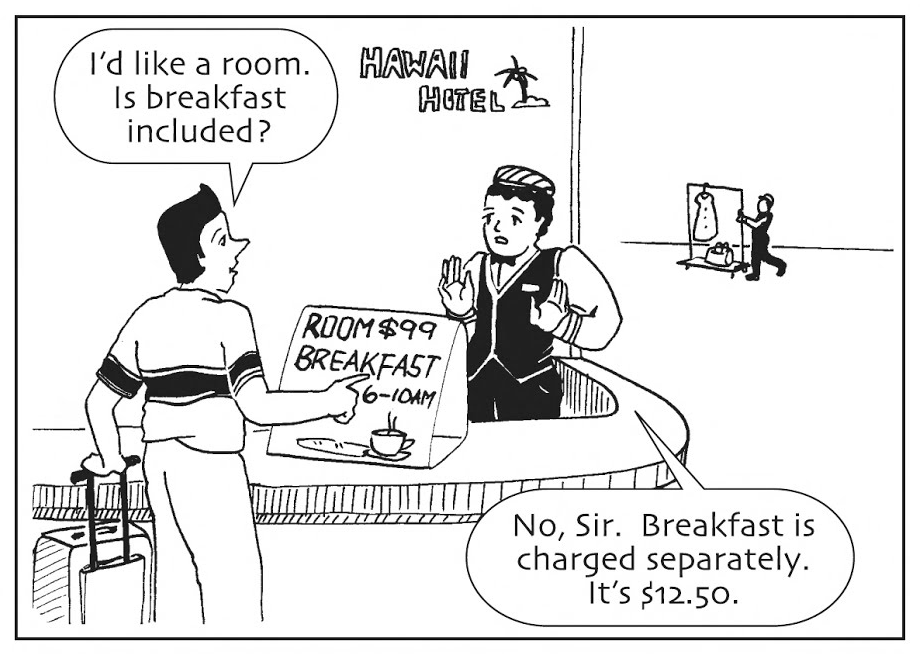 I'd like a room.
Is breakfast
included?
HAWAII
HOTEL
ROOM $99
BREAKFAST
6-10AM
No, Sir.  Breakfast is
charged separately.
It's $12.50.